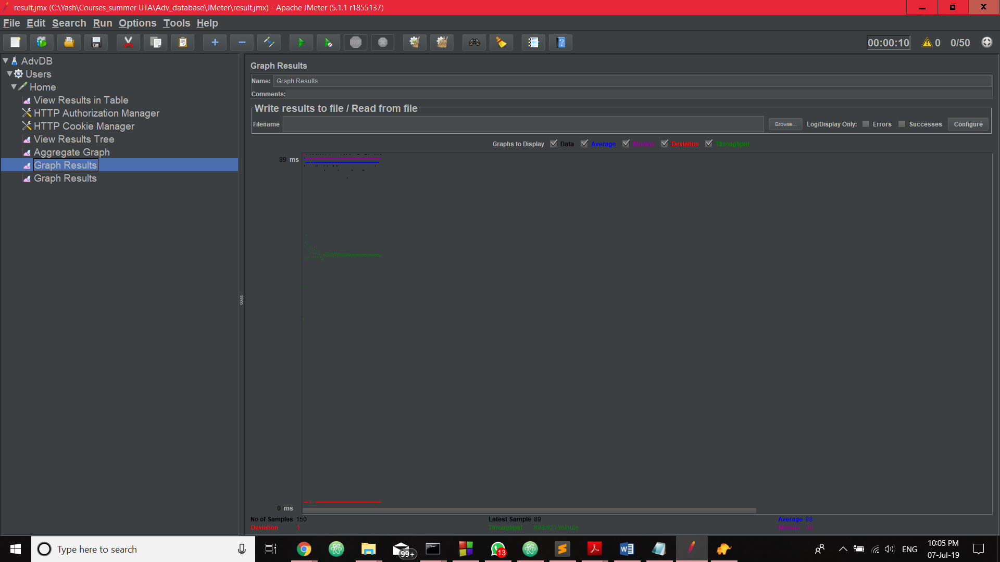 result.jmx (C:\Yash\Courses_summer UTA\Adv_database\JMeter\result.jmx) - Apache JMeter (5.1.1 r1855137)
File Edit Search Run Options Tools Help
STOP
00:00:10 0 0/50
AdvDB
Users
Home
View Results in Table
HTTP Authorization Manager
HTTP Cookie Manager
View Results Tree
Aggregate Graph
Graph Results
Graph Results
Graph Results
Name: Graph Results
Comments:
Write results to file / Read from file
Filename Browse... Log/Display Only: Errors Successes Configure
Graphs to Display Data Average Median Deviation Throughput
89 ms
0 ms
No of Samples 150 Latest Sample 89 Average 88
Deviation 1 Throughput 898.921/minute Median
Type here to search
99+
13
ENG
10:05 PM
07-Jul-19